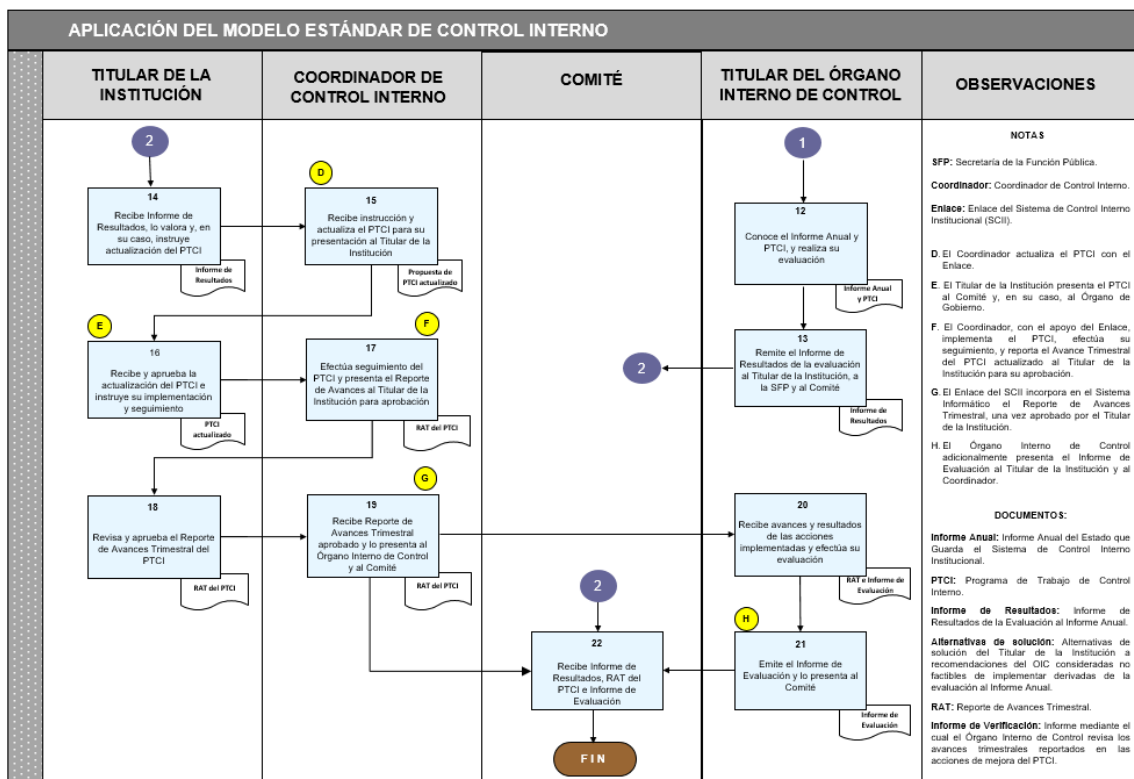 APLICACIÓN DEL MODELO ESTÁNDAR DE CONTROL INTERNO
TITULAR DE LA
INSTITUCIÓN
COORDINADOR DE
CONTROL INTERNO
COMITÉ
TITULAR DEL ÓRGANO
INTERNO DE CONTROL
OBSERVACIONES
2
14
Recibe Informe de
Resultados, lo valora y, en
su caso, instruye
actualización del PTCI
Informe de
Resultados
D
15
Recibe instrucción y
actualiza el PTCI para su
presentación al Titular de la
Institución
Propuesta de
PTCI actualizado
1
12
Conoce el Informe Anual y
PTCI, y realiza su
evaluación
Informe Anual
y PTCI
E
16
Recibe y aprueba la
actualización del PTCI e
instruye su implementación
y seguimiento
PTCI
actualizado
F
17
Efectúa seguimiento del
PTCI y presenta el Reporte
de Avances al Titular de la
Institución para aprobación
RAT del PTCI
2
13
Remite el Informe de
Resultados de la evaluación
al Titular de la Institución, a
la SFP y al Comité
Informe de
Resultados
18
Revisa y aprueba el Reporte
de Avances Trimestral del
PTCI
RAT del PTCI
G
19
Recibe Reporte de
Avances Trimestral
aprobado y lo presenta al
Órgano Interno de Control
y al Comité
RAT del PTCI
20
Recibe avances y resultados
de las acciones
implementadas y efectúa su
evaluación
RAT e Informe de
Evaluación
2
22
Recibe Informe de
Resultados, RAT del
PTCI e Informe de
Evaluación
H
21
Emite el Informe de
Evaluación y lo presenta al
Comité
Informe de
Evaluación
FIN
NOTAS
SFP: Secretaría de la Función Pública.
Coordinador: Coordinador de Control Interno.
Enlace: Enlace del Sistema de Control Interno
Institucional (SCII).
D. El Coordinador actualiza el PTCI con el
Enlace.
E. El Titular de la Institución presenta el PTCI
al Comité y, en su caso, al Órgano de
Gobierno.
F. El Coordinador, con el apoyo del Enlace,
implementa el PTCI, efectúa su
seguimiento, y reporta el Avance Trimestral
del PTCI actualizado al Titular de la
Institución para su aprobación.
G. El Enlace del SCII incorpora en el Sistema
Informático el Reporte de Avances
Trimestral, una vez aprobado por el Titular
de la Institución.
H. El Órgano Interno de Control
adicionalmente presenta el Informe de
Evaluación al Titular de la Institución y al
Coordinador.
DOCUMENTOS:
Informe Anual: Informe Anual del Estado que
Guarda el Sistema de Control Interno
Institucional.
PTCI: Programa de Trabajo de Control
Interno.
Informe de Resultados: Informe de
Resultados de la Evaluación al Informe Anual.
Alternativas de solución: Alternativas de
solución del Titular de la Institución a
recomendaciones del OIC consideradas no
factibles de implementar derivadas de la
evaluación al Informe Anual.
RAT: Reporte de Avances Trimestral.
Informe de Verificación: Informe mediante el
cual el Órgano Interno de Control revisa los
avances trimestrales reportados en las
acciones de mejora del PTCI.